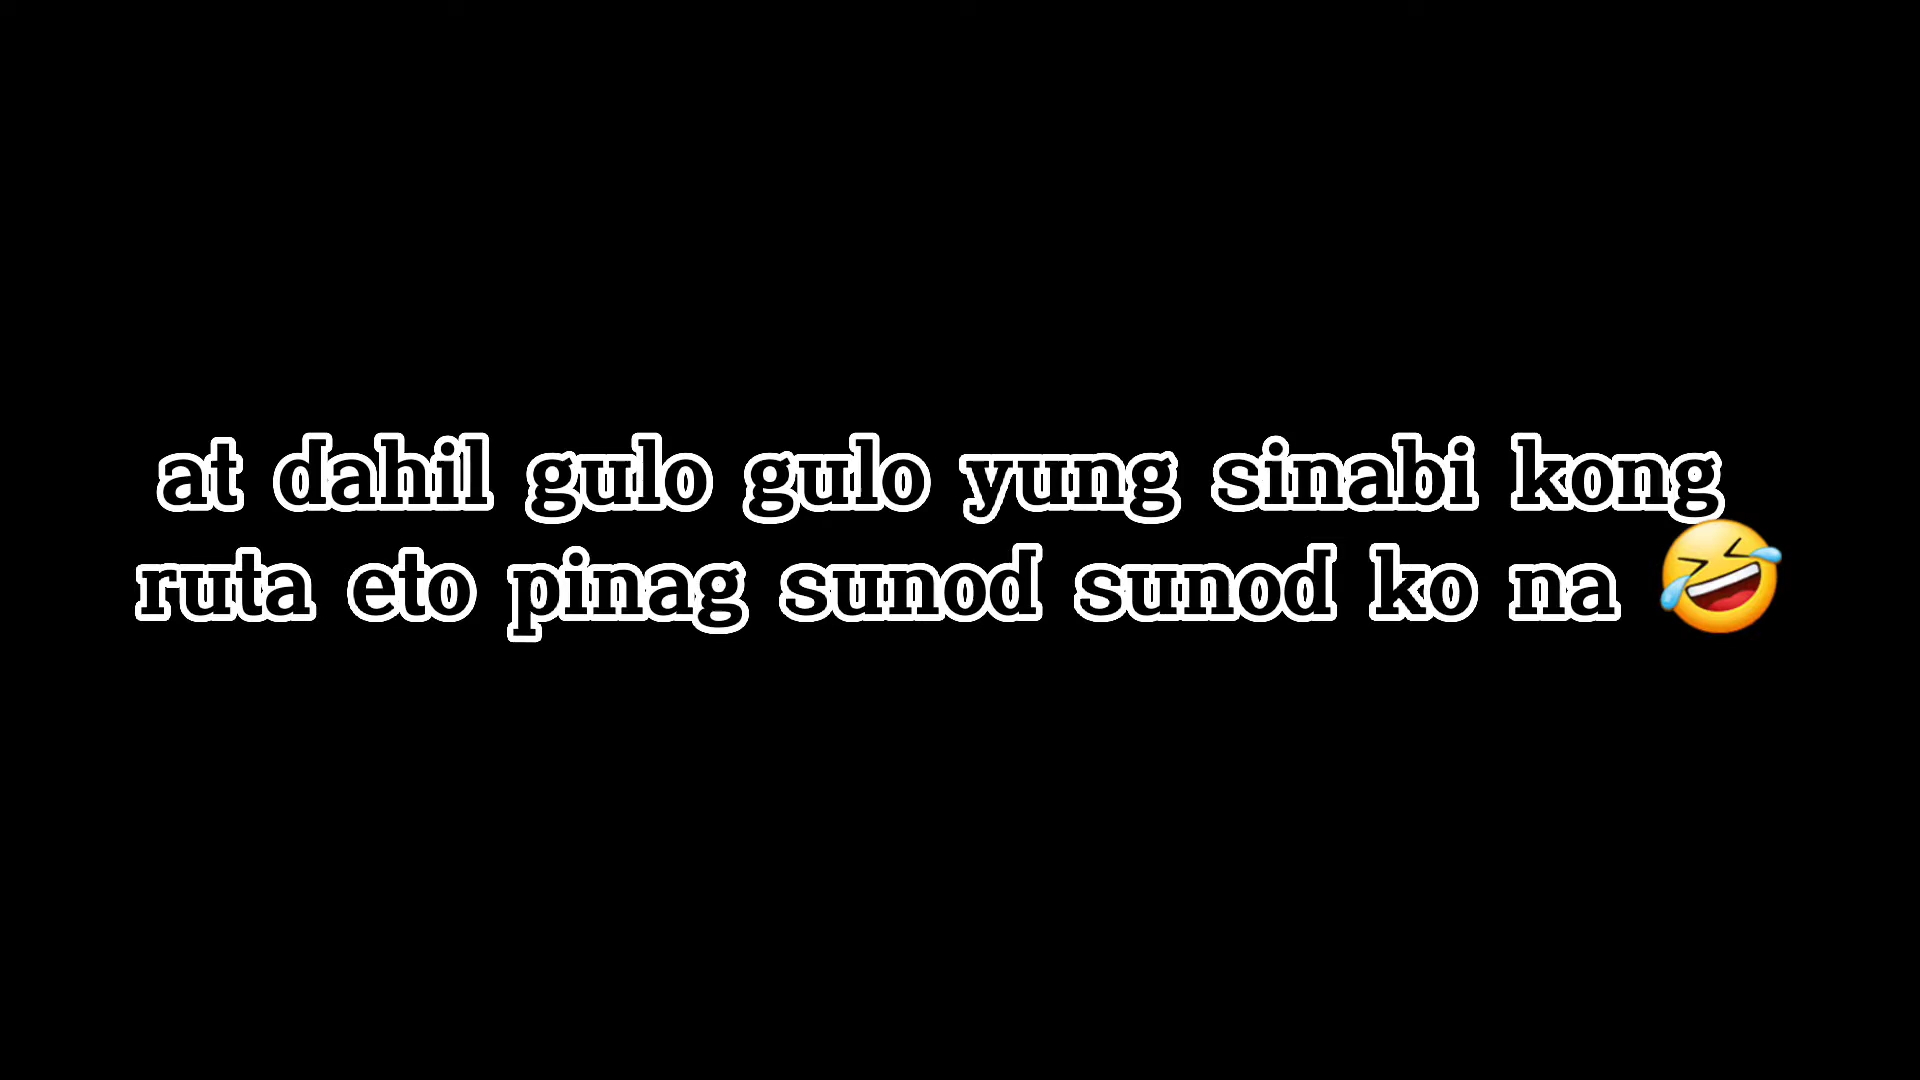 at dahil gulo gulo yung sinabi kong
ruta eto pinag sunod sunod ko na 🤣